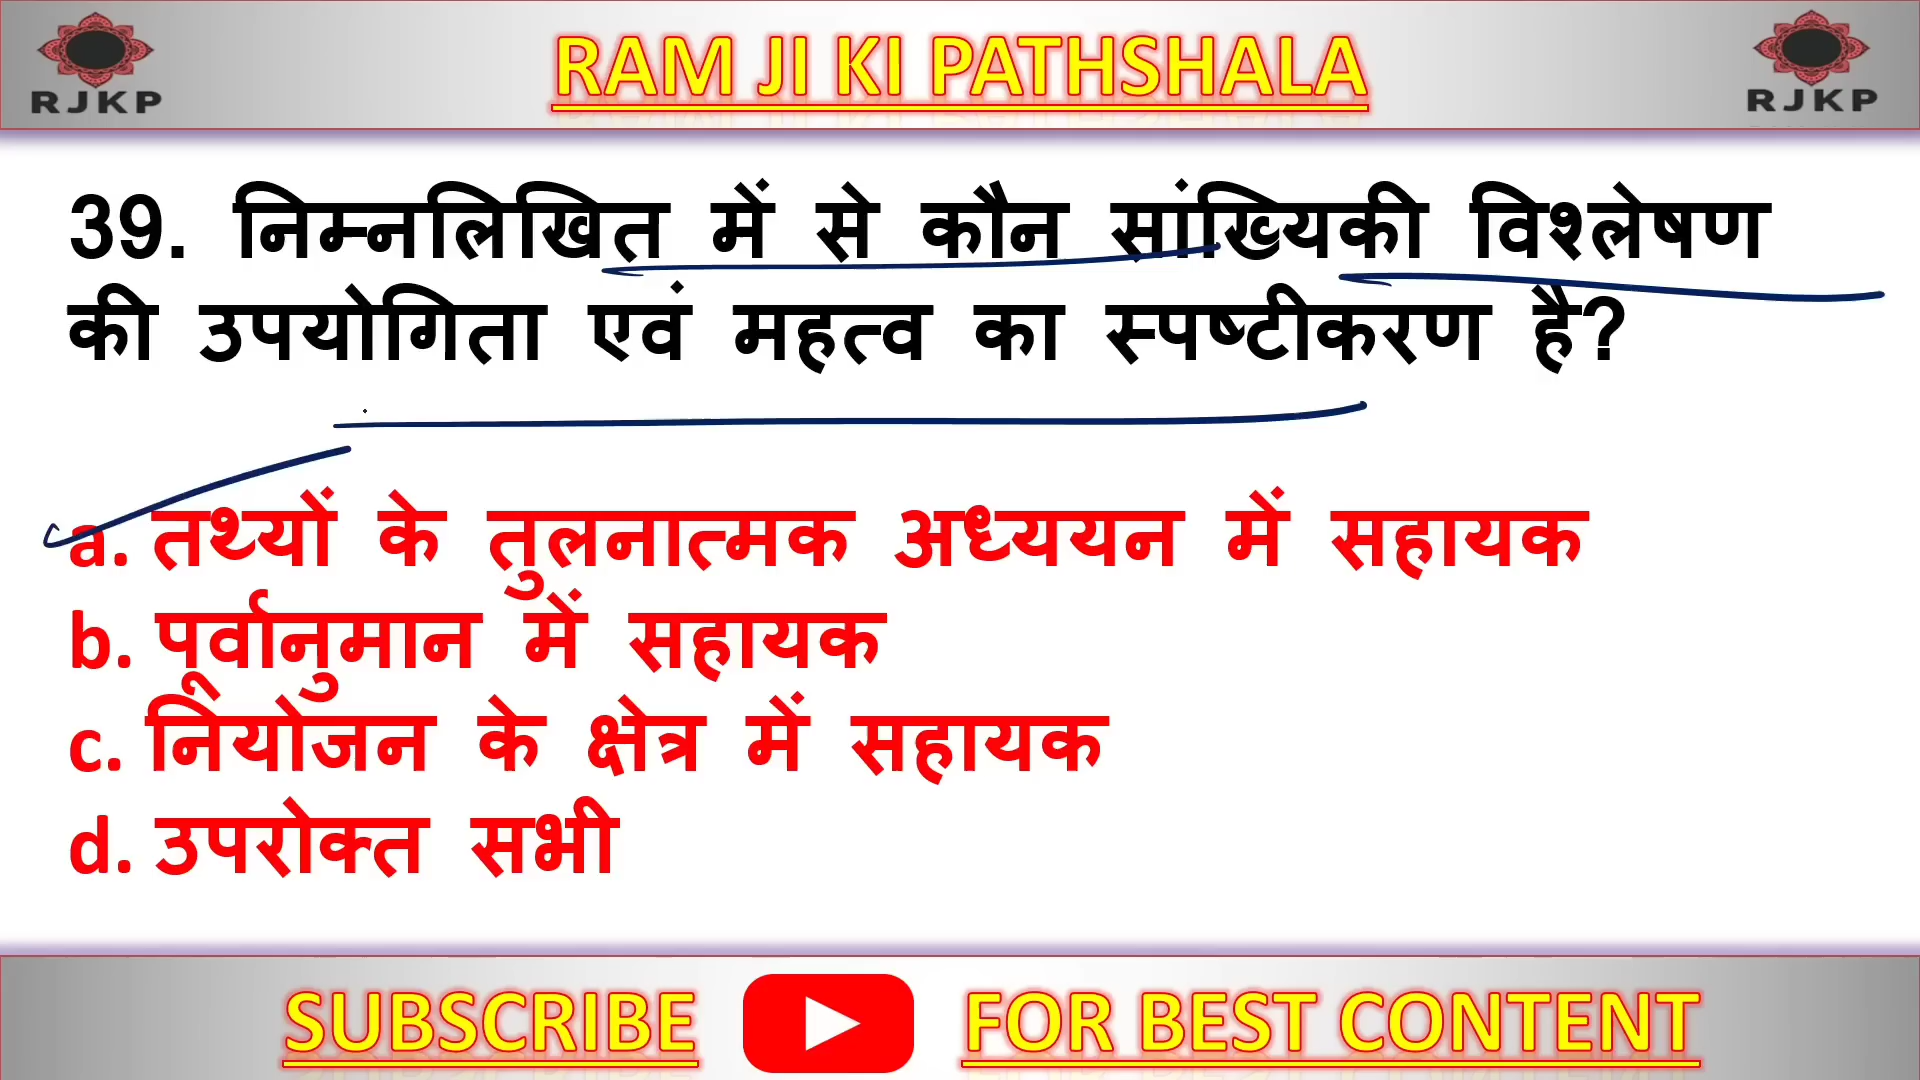 RAM JI KI PATHSHALA
RJKP
RJKP
39. निम्नलिखित में से कौन सांख्यिकी विश्लेषण
की उपयोगिता एवं महत्व का स्पष्टीकरण है?
a. तथ्यों के तुलनात्मक अध्ययन में सहायक
b. पूर्वानुमान में सहायक
c. नियोजन के क्षेत्र में सहायक
d. उपरोक्त सभी
SUBSCRIBE FOR BEST CONTENT